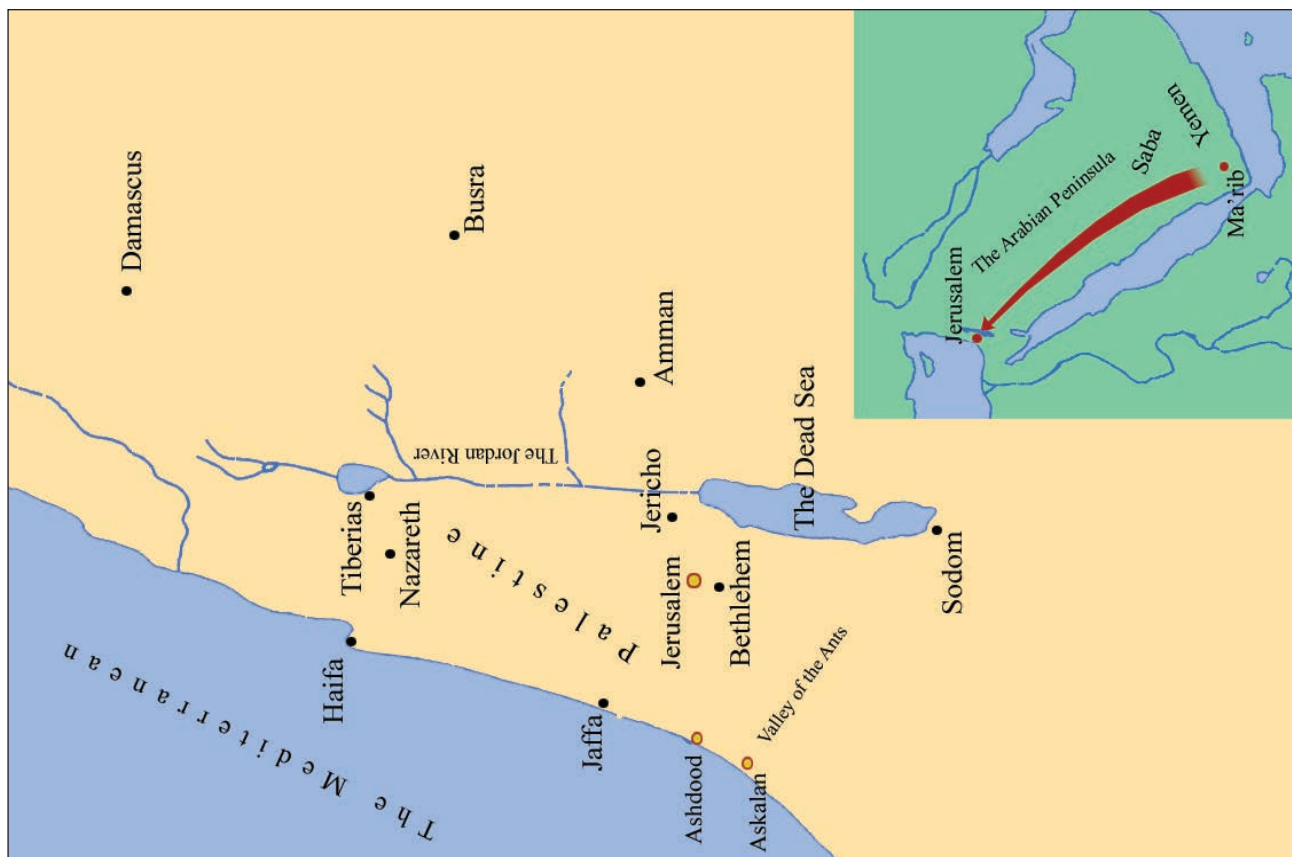 Damascus
Busra
Amman
The Jordan River
Tiberias
Nazareth
Haifa
The Mediterranean
Palestine
Jericho
The Dead Sea
Jerusalem
Bethlehem
Jaffa
Ashdood
Askalan
Valley of the Ants
Sodom
Jerusalem
The Arabian Peninsula
Saba
Yemen
Ma'rib